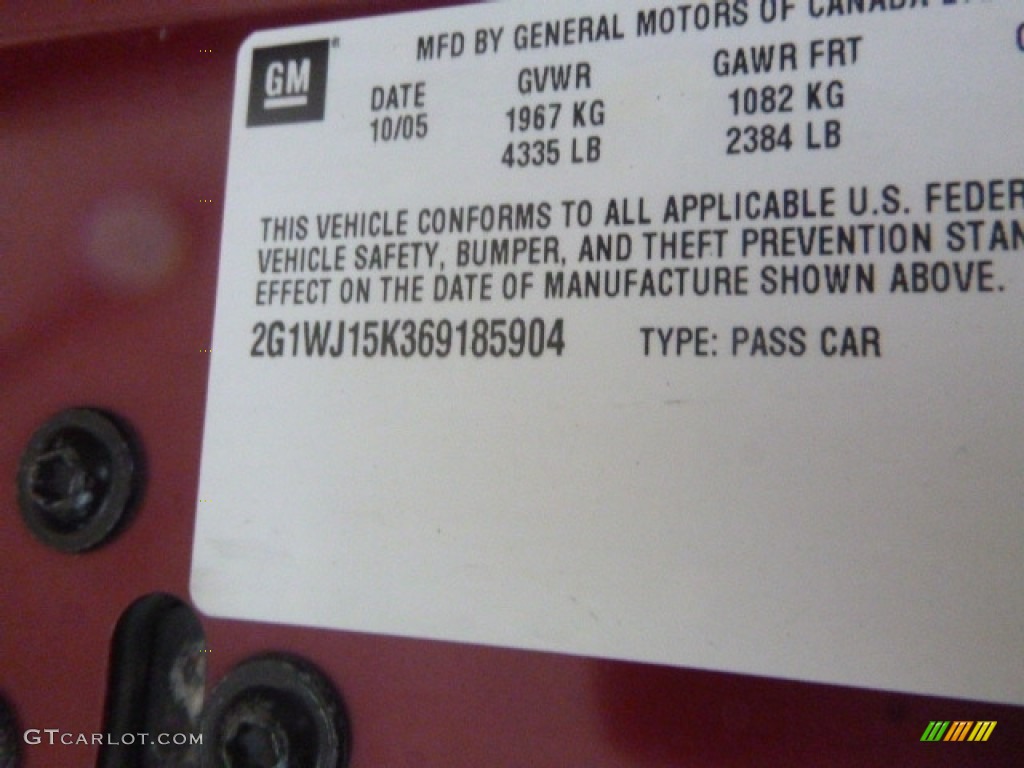 MFD BY GENERAL MOTORS OF CANADA
GM
DATE
10/05
GVWR
1967 KG
4335 LB
GAWR FRT
1082 KG
2384 LB
THIS VEHICLE CONFORMS TO ALL APPLICABLE U.S. FEDER
VEHICLE SAFETY, BUMPER, AND THEFT PREVENTION STAN
EFFECT ON THE DATE OF MANUFACTURE SHOWN ABOVE.
2G1WJ15K369185904 TYPE: PASS CAR
GTCARLOT.COM